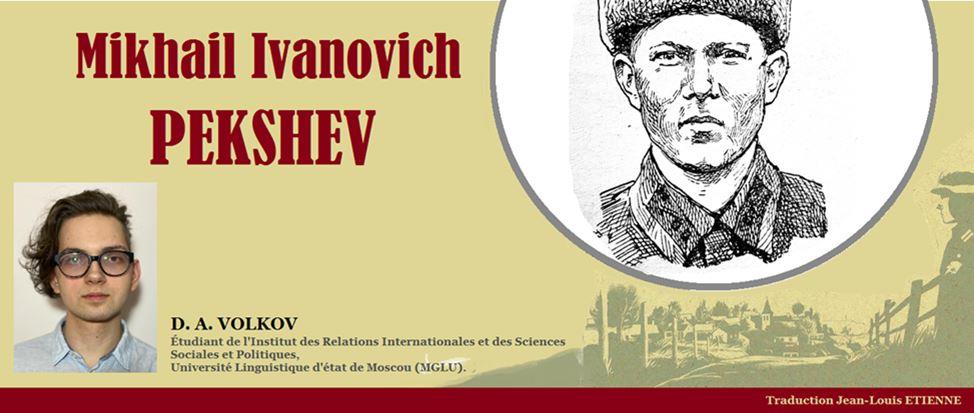 Mikhail Ivanovich
PEKSHEV
D. A. VOLKOV
Étudiant de l'Institut des Relations Internationales et des Sciences
Sociales et Politiques,
Université Linguistique d'état de Moscou (MGLU).
Traduction Jean-Louis ETIENNE